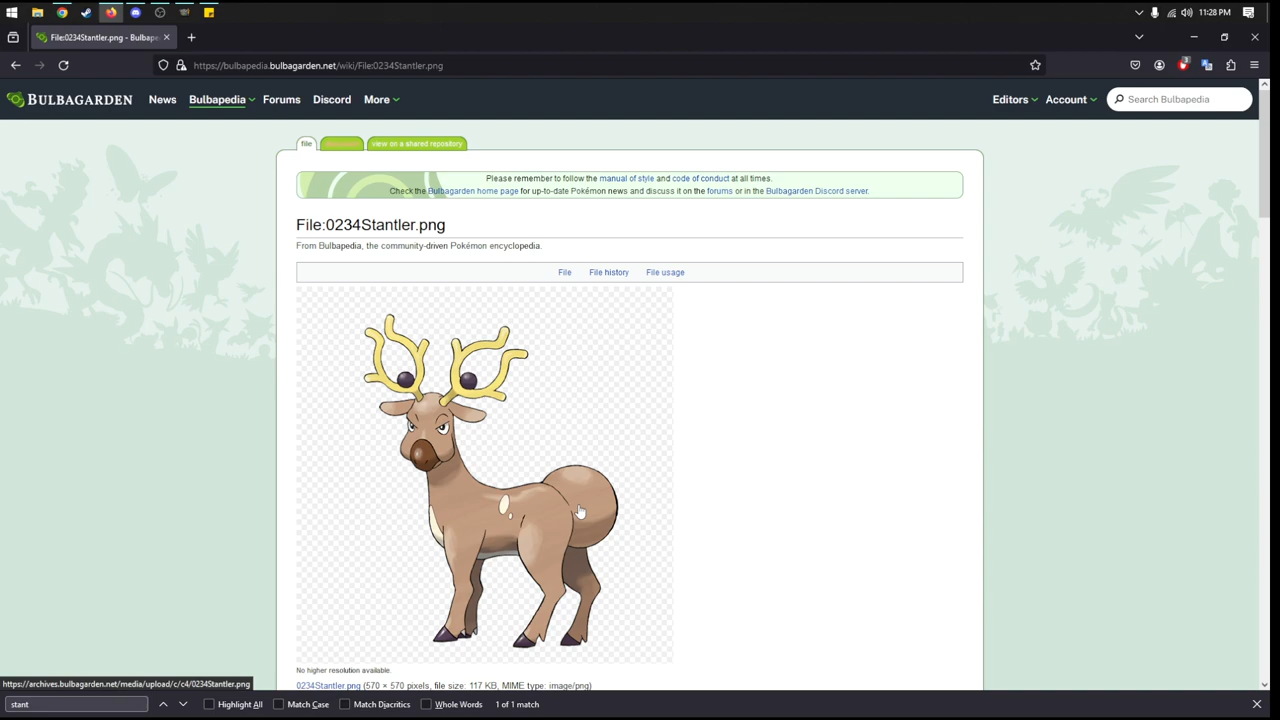 11:28 PM
File:0234Stantler.png - Bulbape
https://bulbapedia.bulbagarden.net/wiki/File:0234Stantler.png
3
BULBAGARDEN News Bulbapedia Forums Discord More Editors Account Search Bulbapedia
file view on a shared repository
Please remember to follow the manual of style and code of conduct at all times.
Check the Bulbagarden home page for up-to-date Pokémon news and discuss it on the forums or in the Bulbagarden Discord server.
File:0234Stantler.png
From Bulbapedia, the community-driven Pokémon encyclopedia.
File File history File usage
No higher resolution available.
0234Stantler.png (570 × 570 pixels, file size: 117 KB, MIME type: image/png)
https://archives.bulbagarden.net/media/upload/c/c4/0234Stantler.png
stant Highlight All Match Case Match Diacritics Whole Words 1 of 1 match